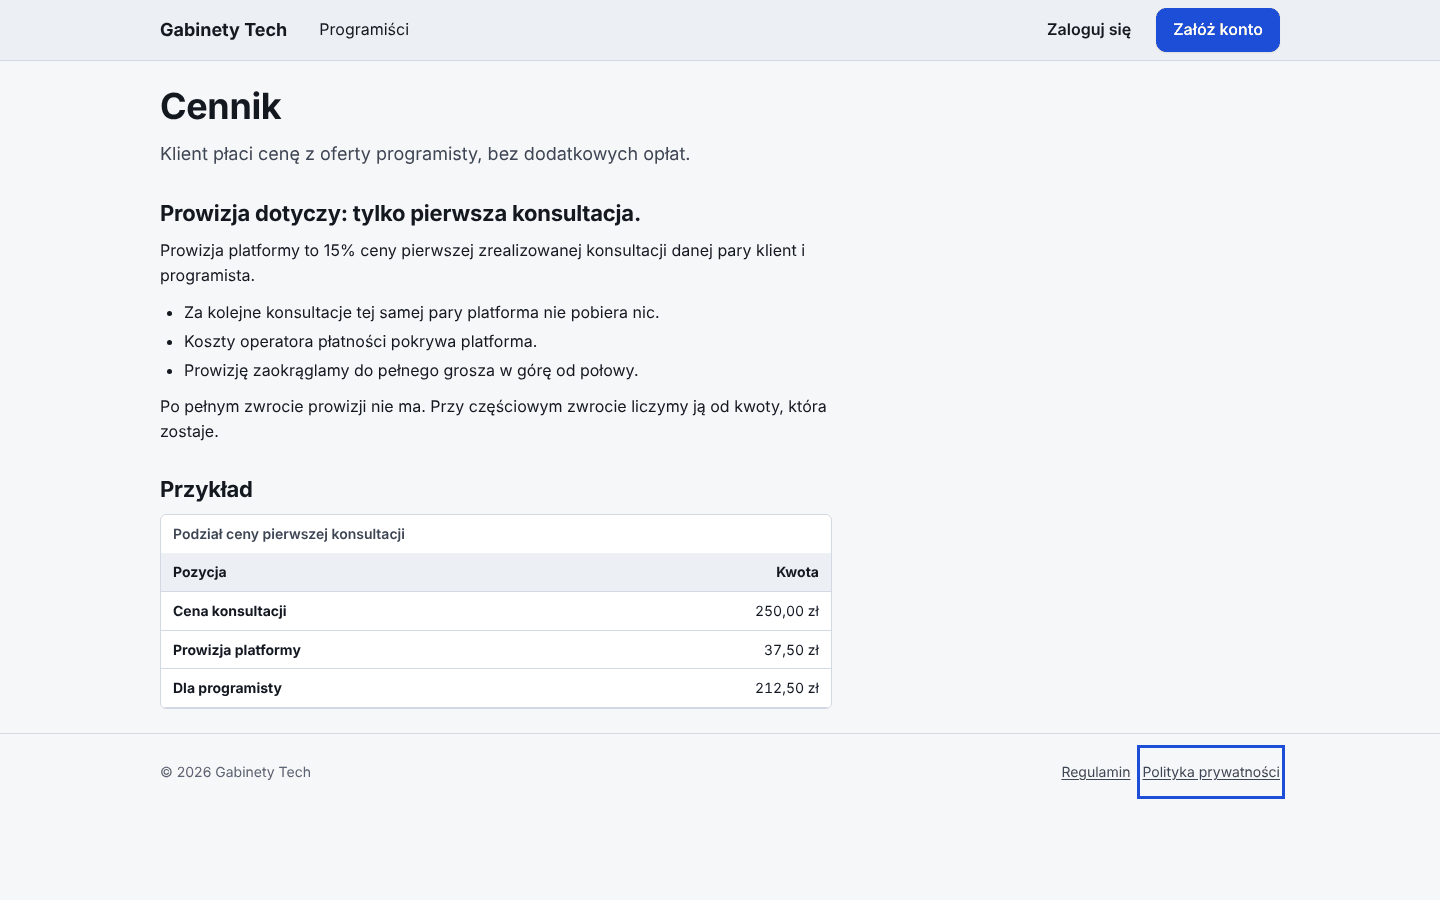 Gabinety Tech Programiści Zaloguj się Załóż konto
Cennik
Klient płaci cenę z oferty programisty, bez dodatkowych opłat.
Prowizja dotyczy: tylko pierwsza konsultacja.
Prowizja platformy to 15% ceny pierwszej zrealizowanej konsultacji danej pary klient i
programista.
• Za kolejne konsultacje tej samej pary platforma nie pobiera nic.
• Koszty operatora płatności pokrywa platforma.
• Prowizję zaokrąglamy do pełnego grosza w górę od połowy.
Po pełnym zwrocie prowizji nie ma. Przy częściowym zwrocie liczymy ją od kwoty, która
zostaje.
Przykład
Podział ceny pierwszej konsultacji
Pozycja Kwota
Cena konsultacji 250,00 zł
Prowizja platformy 37,50 zł
Dla programisty 212,50 zł
© 2026 Gabinety Tech Regulamin Polityka prywatności